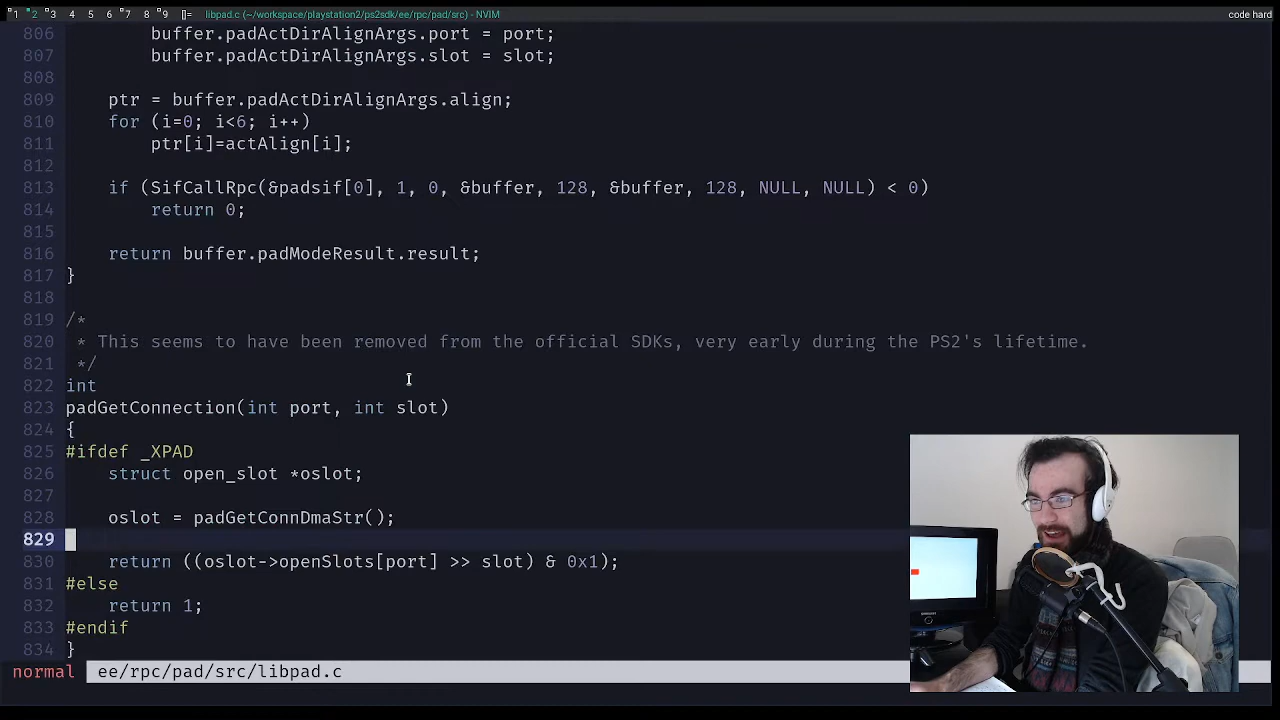 1 2 3 4 5 6 7 8 9 []= libpad.c (~/workspace/playstation2/ps2sdk/ee/rpc/pad/src) - NVIM code hard
806 buffer.padActDirAlignArgs.port = port;
807 buffer.padActDirAlignArgs.slot = slot;
808
809 ptr = buffer.padActDirAlignArgs.align;
810 for (i=0; i<6; i++)
811 ptr[i]=actAlign[i];
812
813 if (SifCallRpc(&padsif[0], 1, 0, &buffer, 128, &buffer, 128, NULL, NULL) < 0)
814 return 0;
815
816 return buffer.padModeResult.result;
817 }
818
819 /*
820 * This seems to have been removed from the official SDKs, very early during the PS2's lifetime.
821 */
822 int
823 padGetConnection(int port, int slot)
824 {
825 #ifdef _XPAD
826 struct open_slot *oslot;
827
828 oslot = padGetConnDmaStr();
829
830 return ((oslot->openSlots[port] >> slot) & 0x1);
831 #else
832 return 1;
833 #endif
834 }
normal ee/rpc/pad/src/libpad.c